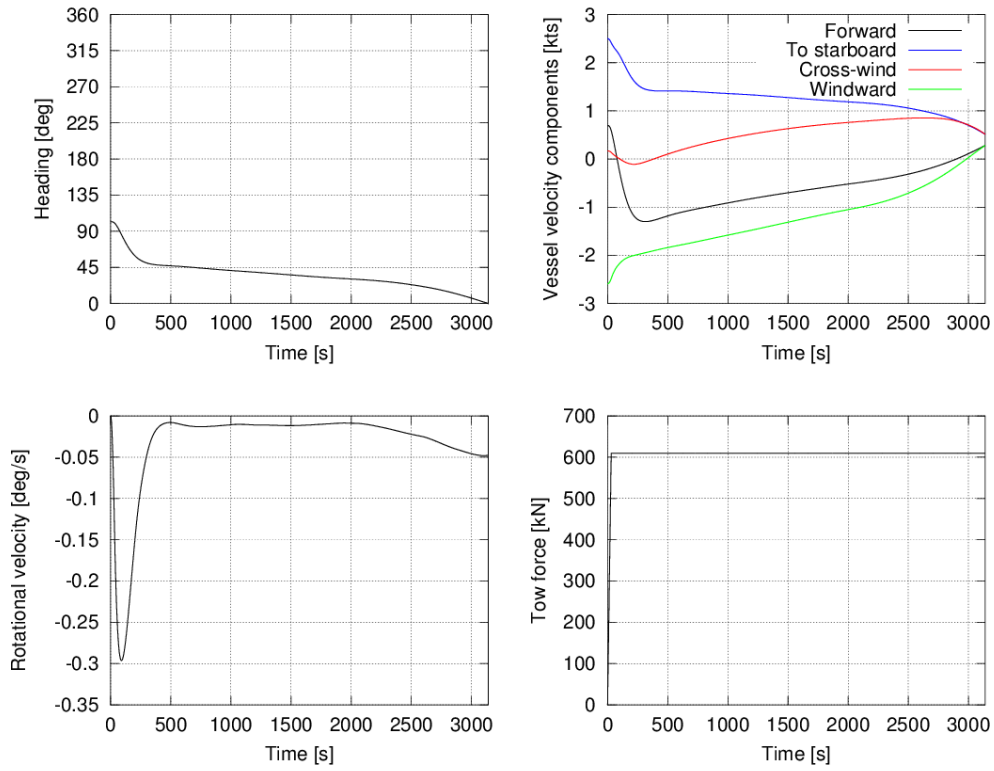 360
315
270
225
180
135
90
45
0
Heading [deg]
0 500 1000 1500 2000 2500 3000
Time [s]
3
2
1
0
-1
-2
-3
Vessel velocity components [kts]
Forward
To starboard
Cross-wind
Windward
0 500 1000 1500 2000 2500 3000
Time [s]
0
-0.05
-0.1
-0.15
-0.2
-0.25
-0.3
-0.35
Rotational velocity [deg/s]
0 500 1000 1500 2000 2500 3000
Time [s]
700
600
500
400
300
200
100
0
Tow force [kN]
0 500 1000 1500 2000 2500 3000
Time [s]